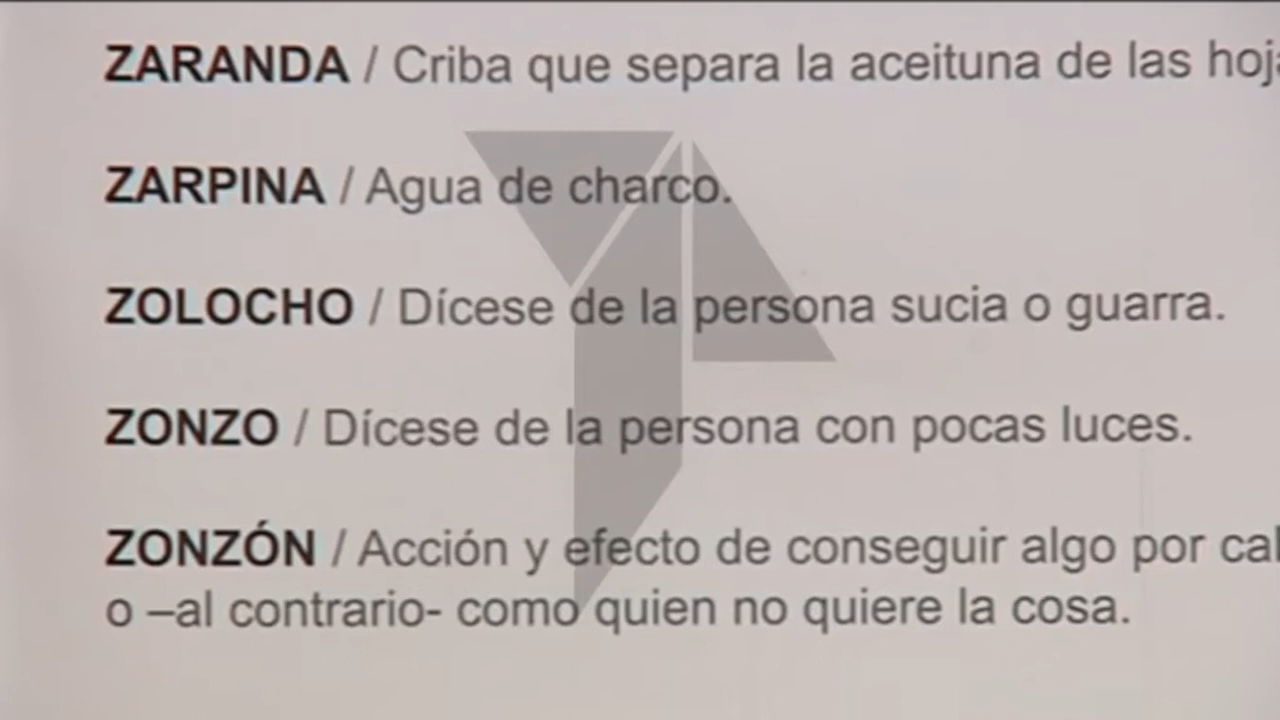 ZARANDA / Criba que separa la aceituna de las
ZARPINA / Agua de charco.
ZOLOCHO / Dícese de la persona sucia o guarra.
ZONZO / Dícese de la persona con pocas luces.
ZONZÓN / Acción y efecto de conseguir algo por
o –al contrario- como quien no quiere la cosa.